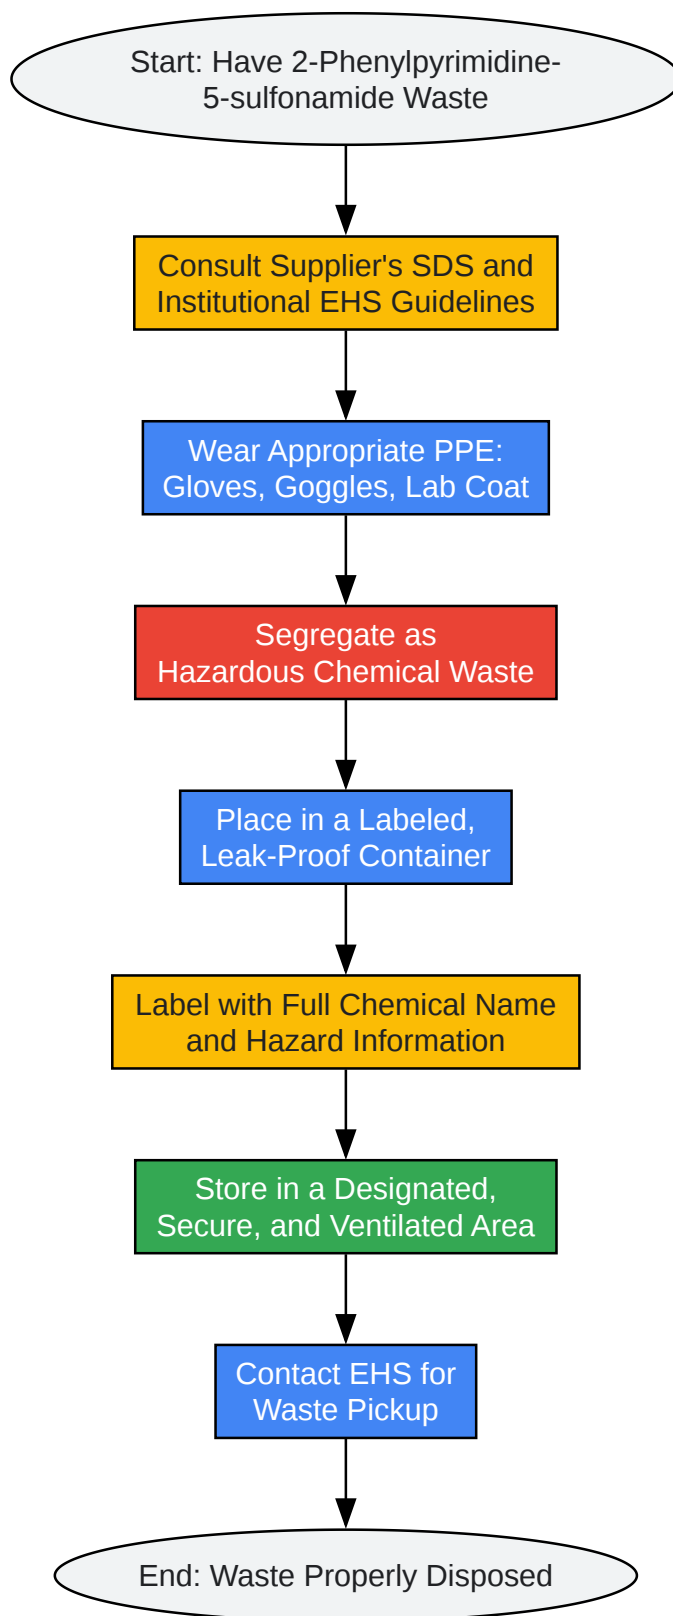 Start: Have 2-Phenylpyrimidine-
5-sulfonamide Waste
Consult Supplier's SDS and
Institutional EHS Guidelines
Wear Appropriate PPE:
Gloves, Goggles, Lab Coat
Segregate as
Hazardous Chemical Waste
Place in a Labeled,
Leak-Proof Container
Label with Full Chemical Name
and Hazard Information
Store in a Designated,
Secure, and Ventilated Area
Contact EHS for
Waste Pickup
End: Waste Properly Disposed